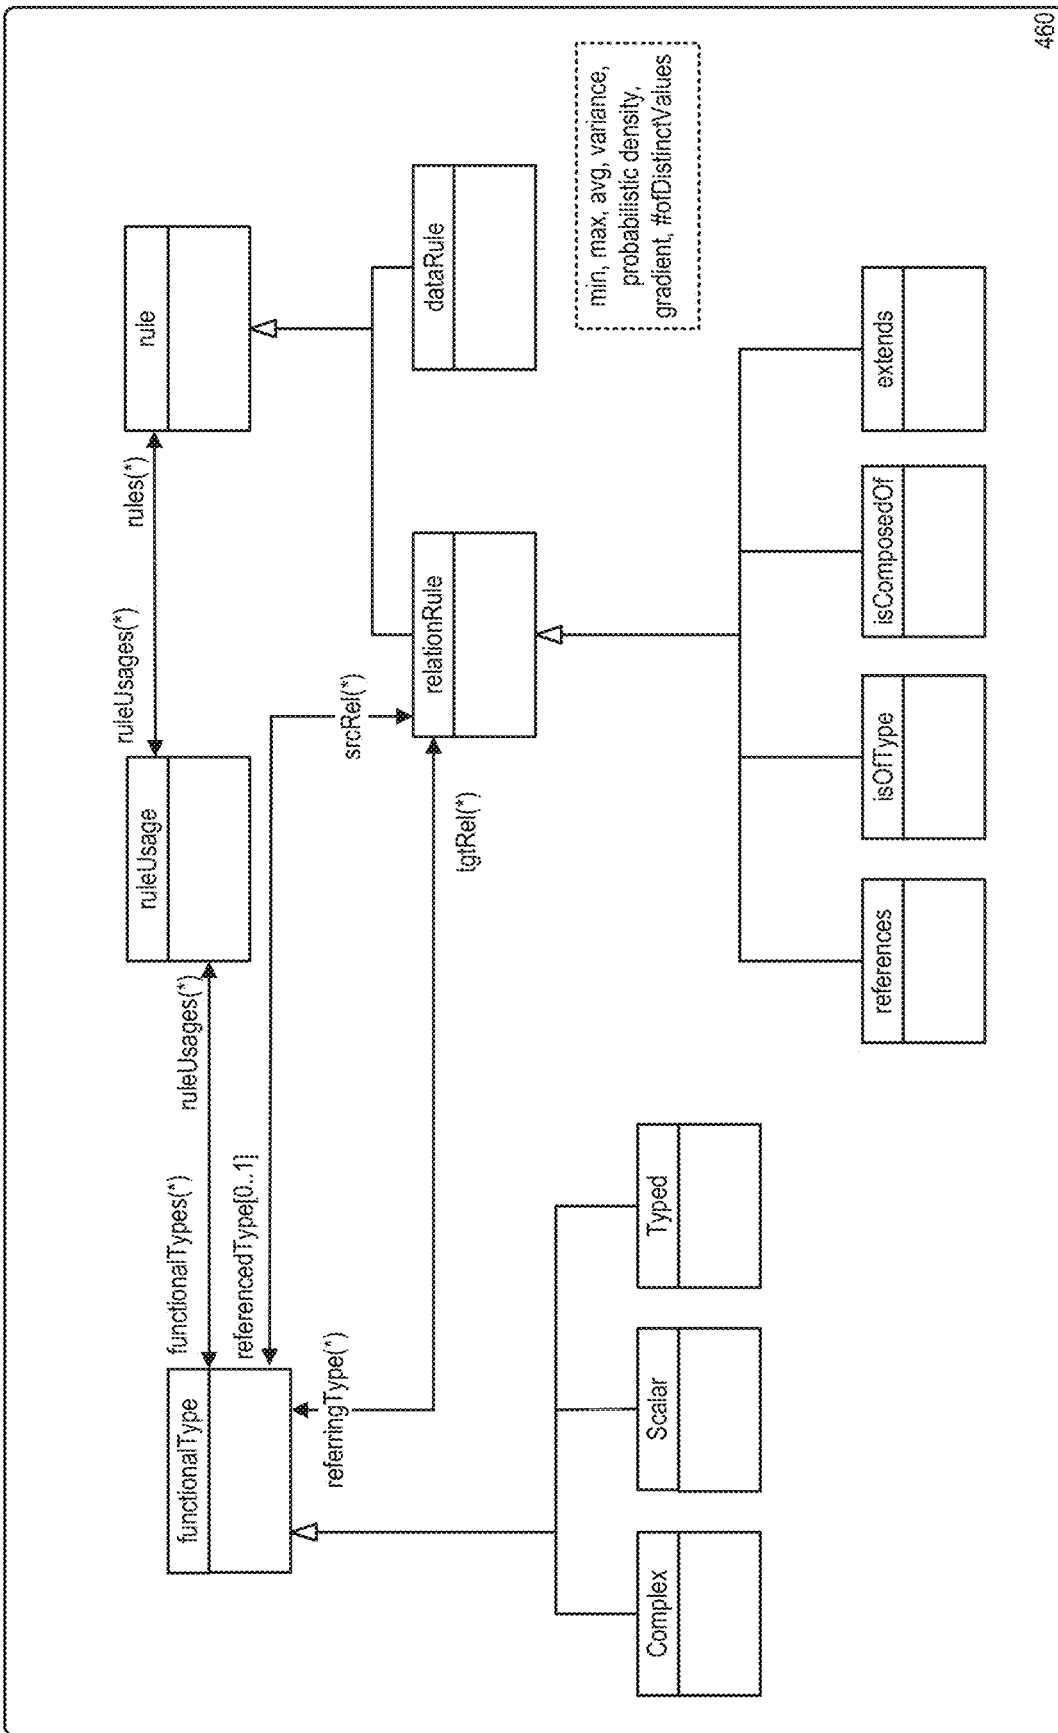 functionalType
functionalTypes(*)
ruleUsages(*)
ruleUsage
ruleUsages(*)
rules(*)
rule
referencedType[0..1]
referringType(*)
srcRel(*)
tgtRel(*)
relationRule
dataRule
min, max, avg, variance,
probabilistic density,
gradient, #ofDistinctValues
Complex
Scalar
Typed
references
isOfType
isComposedOf
extends
460